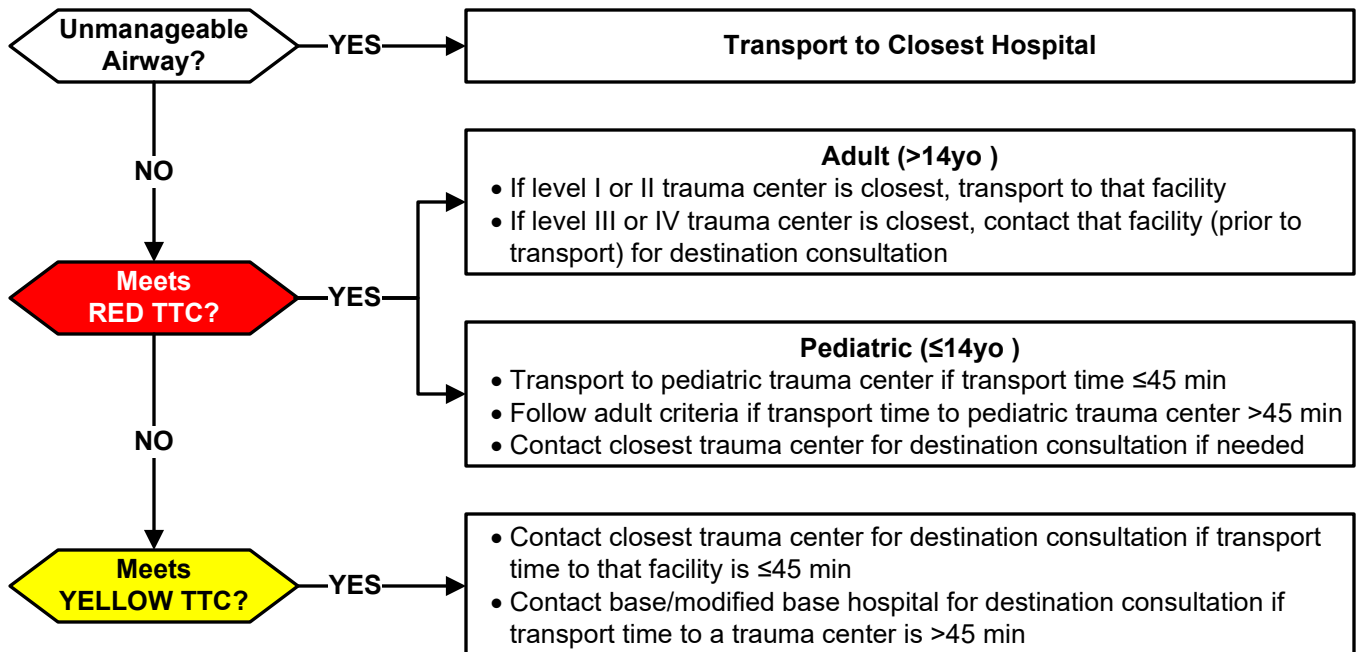 Unmanageable
Airway?
YES
Transport to Closest Hospital
NO
Adult (>14yo )
• If level I or II trauma center is closest, transport to that facility
• If level III or IV trauma center is closest, contact that facility (prior to
transport) for destination consultation
Meets
RED TTC?
YES
Pediatric (≤14yo )
• Transport to pediatric trauma center if transport time ≤45 min
• Follow adult criteria if transport time to pediatric trauma center >45 min
• Contact closest trauma center for destination consultation if needed
NO
Meets
YELLOW TTC?
YES
• Contact closest trauma center for destination consultation if transport
time to that facility is ≤45 min
• Contact base/modified base hospital for destination consultation if
transport time to a trauma center is >45 min